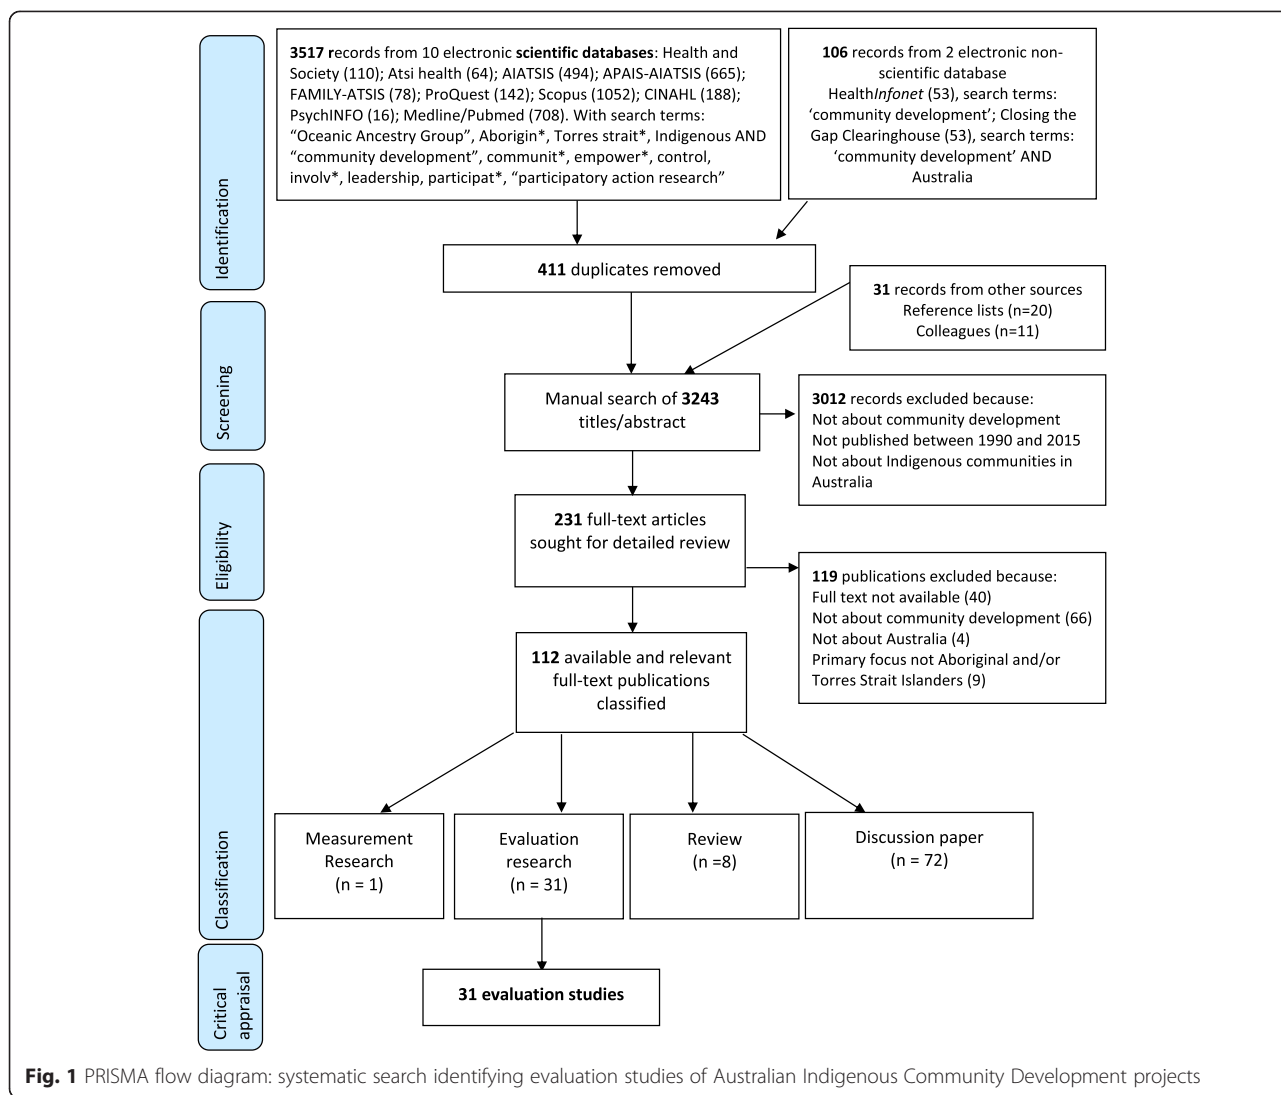 Identification
3517 records from 10 electronic scientific databases: Health and
Society (110); Atsi health (64); AIATSIS (494); APAIS-AIATSIS (665);
FAMILY-ATSIS (78); ProQuest (142); Scopus (1052); CINAHL (188);
PsychINFO (16); Medline/Pubmed (708). With search terms:
“Oceanic Ancestry Group”, Aborigin*, Torres strait*, Indigenous AND
“community development”, communit*, empower*, control,
involv*, leadership, participat*, “participatory action research”
106 records from 2 electronic non-
scientific database
HealthInfonet (53), search terms:
‘community development’; Closing the
Gap Clearinghouse (53), search terms:
‘community development’ AND
Australia
411 duplicates removed
31 records from other sources
Reference lists (n=20)
Colleagues (n=11)
Screening
Manual search of 3243
titles/abstract
3012 records excluded because:
Not about community development
Not published between 1990 and 2015
Not about Indigenous communities in
Australia
Eligibility
231 full-text articles
sought for detailed review
119 publications excluded because:
Full text not available (40)
Not about community development (66)
Not about Australia (4)
Primary focus not Aboriginal and/or
Torres Strait Islanders (9)
Classification
112 available and relevant
full-text publications
classified
Measurement
Research
(n = 1)
Evaluation
research
(n = 31)
Review
(n =8)
Discussion paper
(n = 72)
Critical
appraisal
31 evaluation studies
Fig. 1 PRISMA flow diagram: systematic search identifying evaluation studies of Australian Indigenous Community Development projects